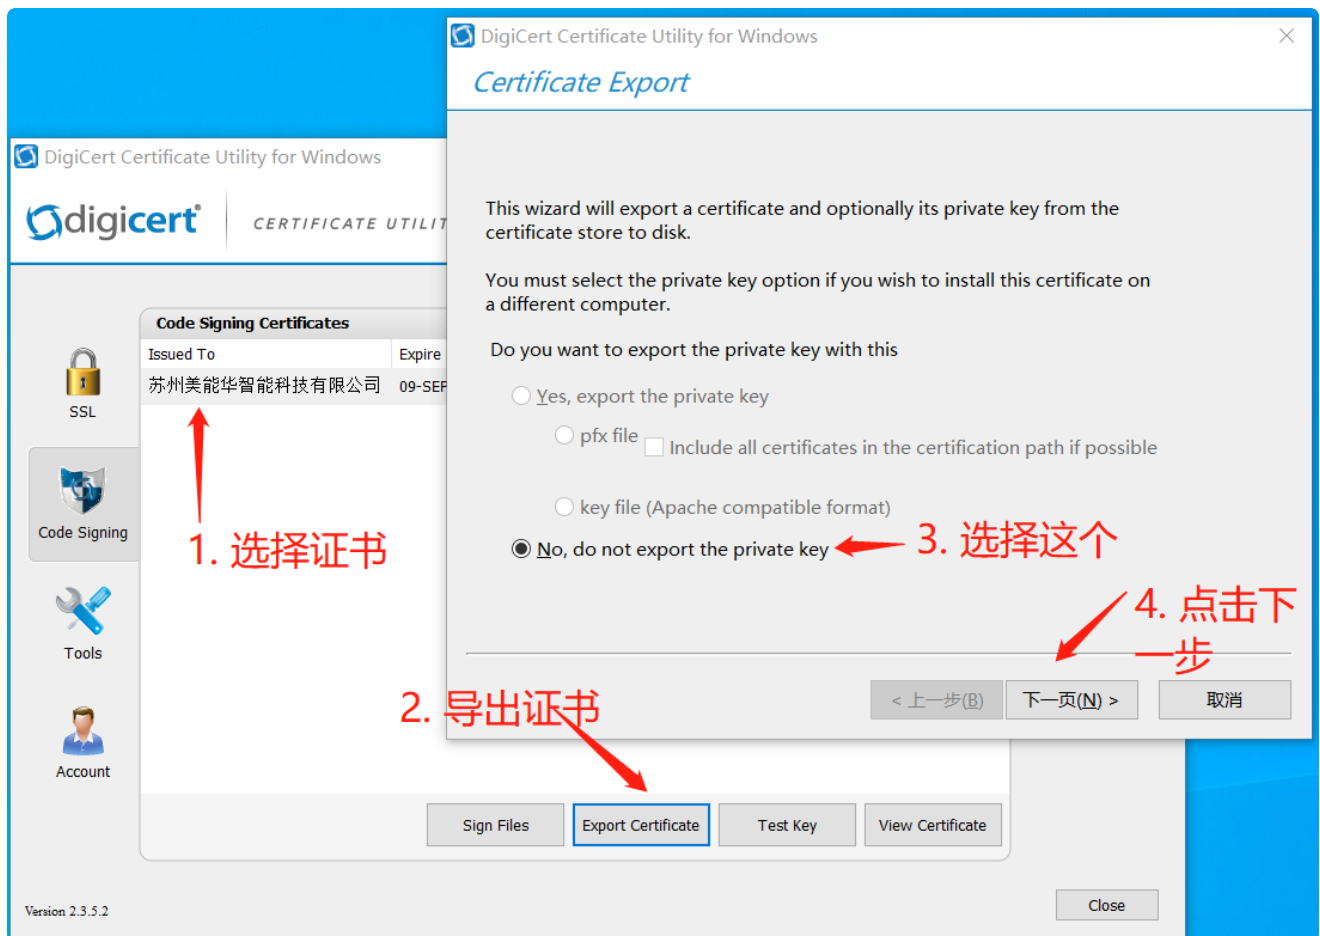 DigiCert Certificate Utility for Windows
Certificate Export
This wizard will export a certificate and optionally its private key from the
certificate store to disk.
You must select the private key option if you wish to install this certificate on
a different computer.
Do you want to export the private key with this
Yes, export the private key
pfx file
Include all certificates in the certification path if possible
key file (Apache compatible format)
No, do not export the private key
3. 选择这个
4. 点击下
一步
< 上一步(B)
下一页(N) >
取消
DigiCert Certificate Utility for Windows
digicert®
CERTIFICATE UTILIT
Code Signing Certificates
Issued To
Expire
苏州美能华智能科技有限公司
09-SEP
SSL
Code Signing
Tools
Account
1. 选择证书
2. 导出证书
Sign Files
Export Certificate
Test Key
View Certificate
Version 2.3.5.2
Close